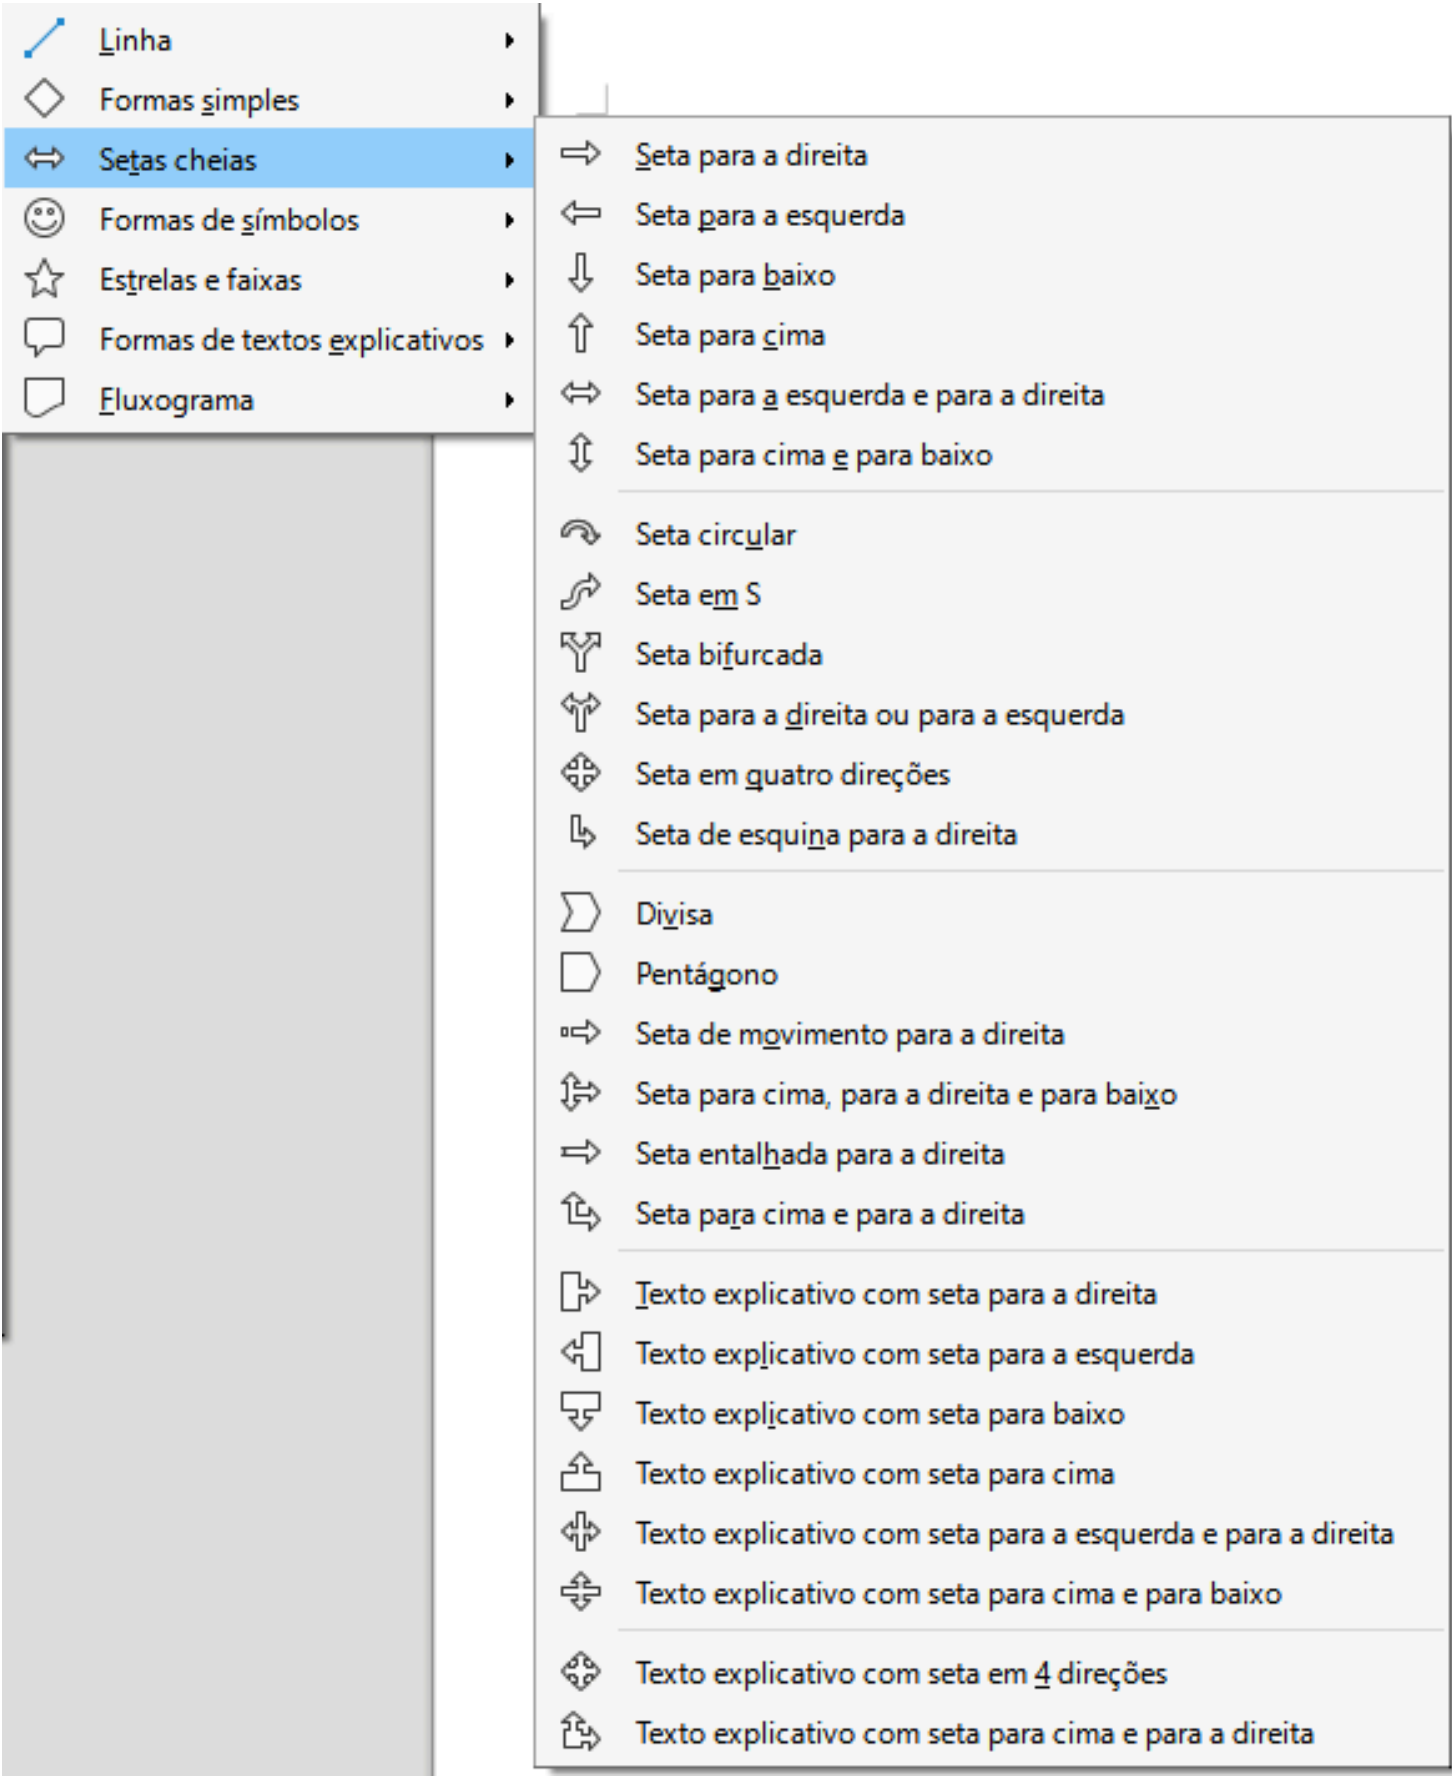 Linha
Formas simples
Setas cheias
Formas de símbolos
Estrelas e faixas
Formas de textos explicativos
Fluxograma
Seta para a direita
Seta para a esquerda
Seta para baixo
Seta para cima
Seta para a esquerda e para a direita
Seta para cima e para baixo
Seta circular
Seta em S
Seta bifurcada
Seta para a direita ou para a esquerda
Seta em quatro direções
Seta de esquina para a direita
Divisa
Pentágono
Seta de movimento para a direita
Seta para cima, para a direita e para baixo
Seta entalhada para a direita
Seta para cima e para a direita
Texto explicativo com seta para a direita
Texto explicativo com seta para a esquerda
Texto explicativo com seta para baixo
Texto explicativo com seta para cima
Texto explicativo com seta para a esquerda e para a direita
Texto explicativo com seta para cima e para baixo
Texto explicativo com seta em 4 direções
Texto explicativo com seta para cima e para a direita